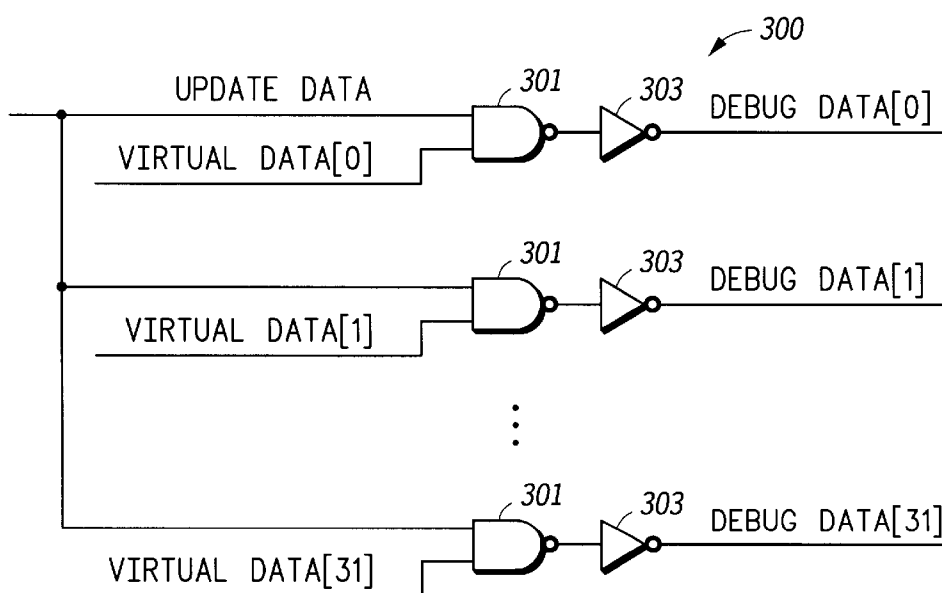 300
UPDATE DATA
301
303
DEBUG DATA[0]
VIRTUAL DATA[0]
301
303
DEBUG DATA[1]
VIRTUAL DATA[1]
301
303
DEBUG DATA[31]
VIRTUAL DATA[31]